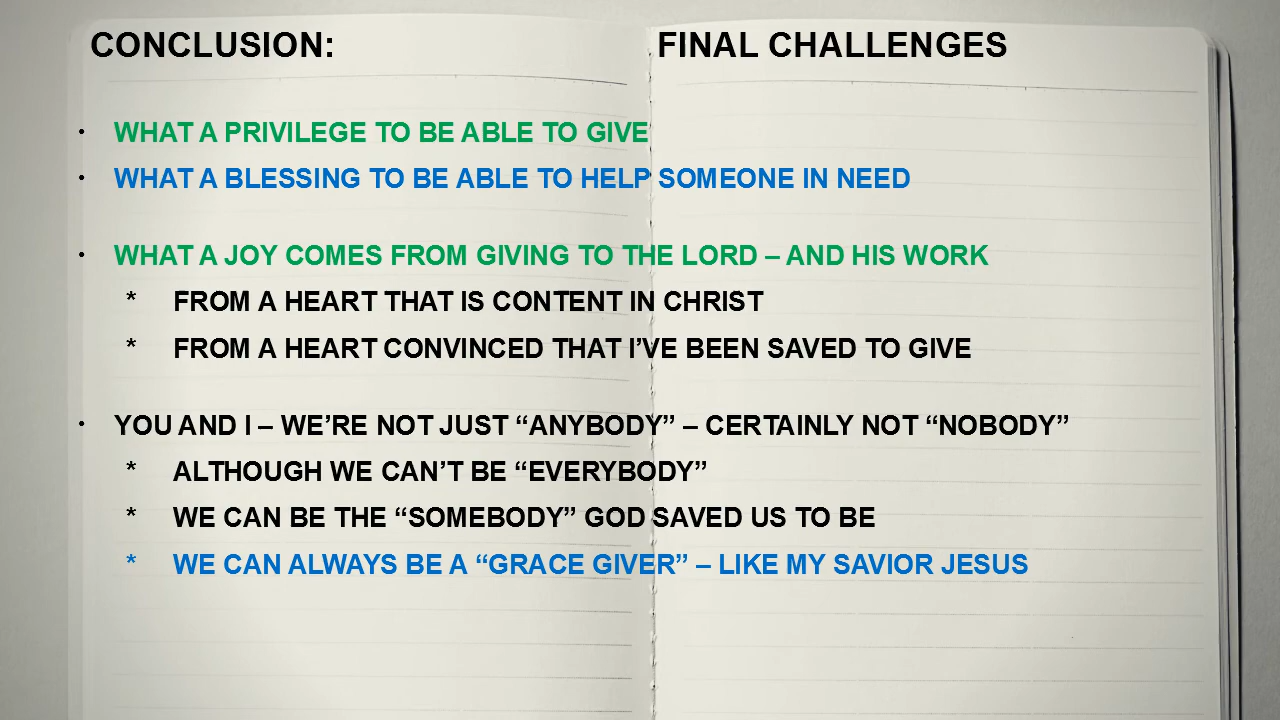 CONCLUSION: FINAL CHALLENGES
· WHAT A PRIVILEGE TO BE ABLE TO GIVE
· WHAT A BLESSING TO BE ABLE TO HELP SOMEONE IN NEED
· WHAT A JOY COMES FROM GIVING TO THE LORD – AND HIS WORK
* FROM A HEART THAT IS CONTENT IN CHRIST
* FROM A HEART CONVINCED THAT I’VE BEEN SAVED TO GIVE
· YOU AND I – WE’RE NOT JUST “ANYBODY” – CERTAINLY NOT “NOBODY”
* ALTHOUGH WE CAN’T BE “EVERYBODY”
* WE CAN BE THE “SOMEBODY” GOD SAVED US TO BE
* WE CAN ALWAYS BE A “GRACE GIVER” – LIKE MY SAVIOR JESUS